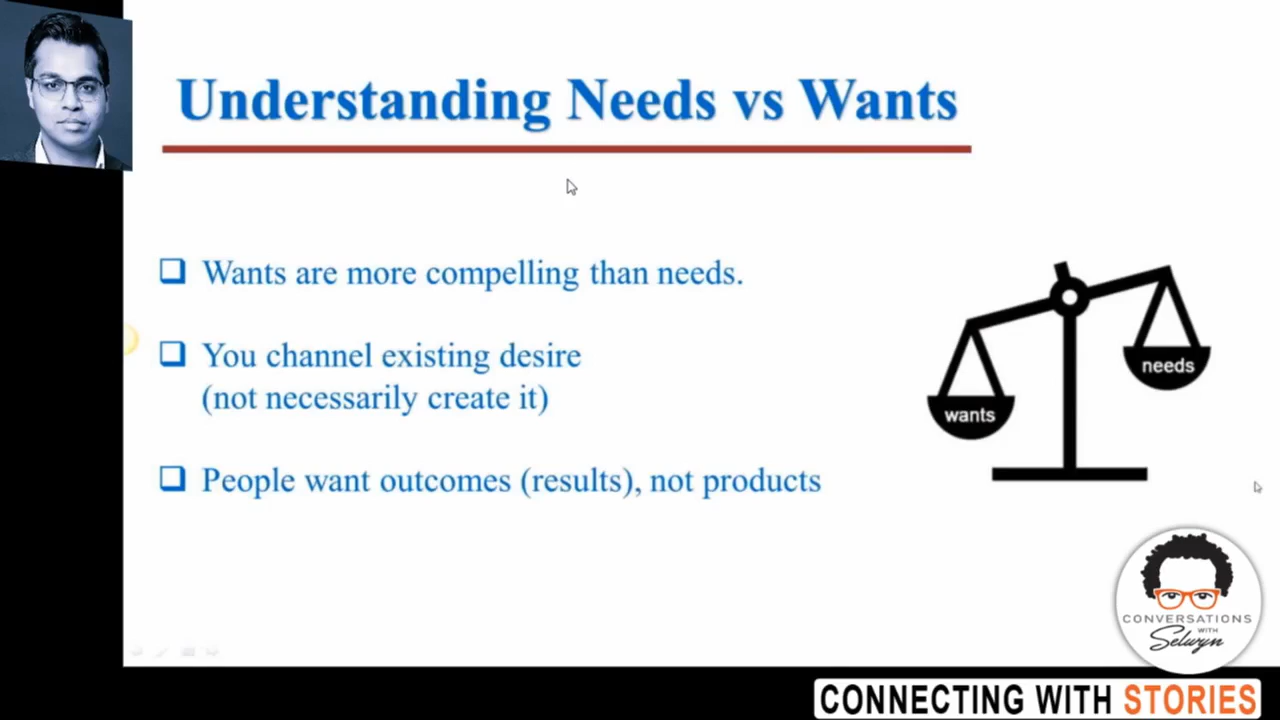 Understanding Needs vs Wants
Wants are more compelling than needs.
You channel existing desire
(not necessarily create it)
People want outcomes (results), not products
needs
wants
CONVERSATIONS
WITH
Selwyn
CONNECTING WITH STORIES